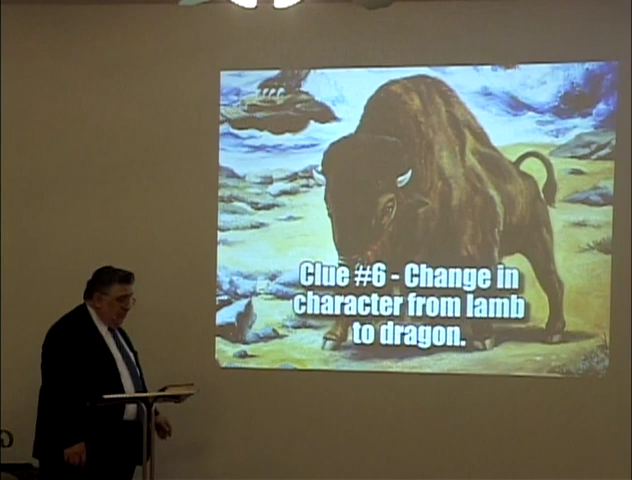 Clue #6 - Change in
character from lamb
to dragon.